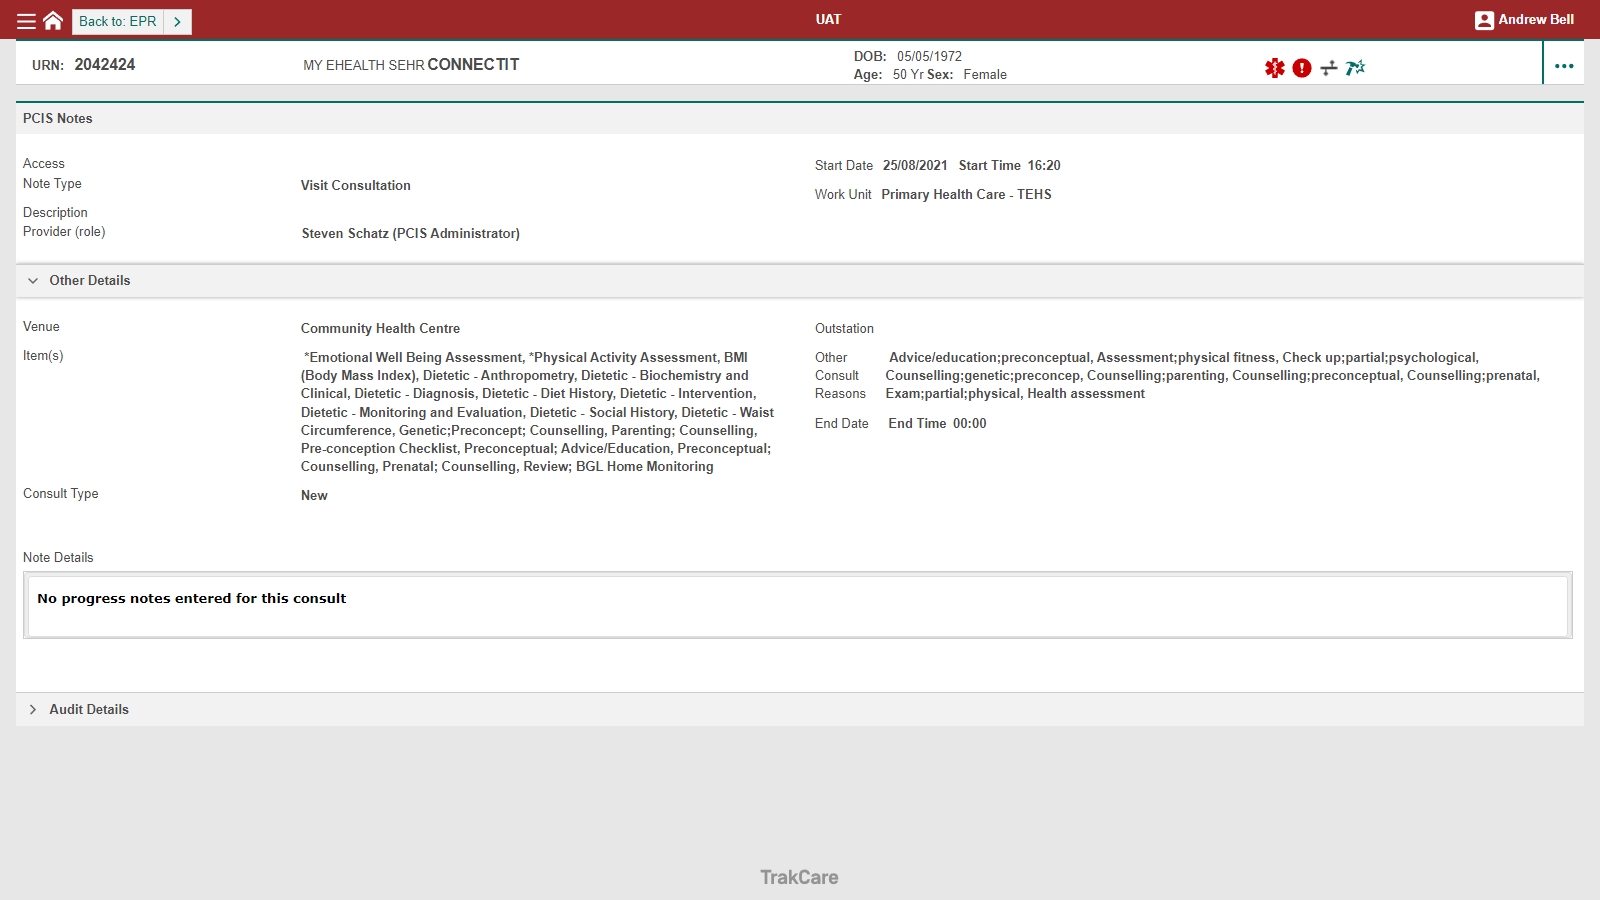 Back to: EPR
UAT
Andrew Bell
URN: 2042424
MY EHEALTH SEHR CONNECTIT
DOB: 05/05/1972
Age: 50 Yr Sex: Female
PCIS Notes
Access
Note Type Visit Consultation
Description
Provider (role) Steven Schatz (PCIS Administrator)
Start Date 25/08/2021 Start Time 16:20
Work Unit Primary Health Care - TEHS
Other Details
Venue Community Health Centre
Item(s) *Emotional Well Being Assessment, *Physical Activity Assessment, BMI
(Body Mass Index), Dietetic - Anthropometry, Dietetic - Biochemistry and
Clinical, Dietetic - Diagnosis, Dietetic - Diet History, Dietetic - Intervention,
Dietetic - Monitoring and Evaluation, Dietetic - Social History, Dietetic - Waist
Circumference, Genetic;Preconcept; Counselling, Parenting; Counselling,
Pre-conception Checklist, Preconceptual; Advice/Education, Preconceptual;
Counselling, Prenatal; Counselling, Review; BGL Home Monitoring
Consult Type New
Outstation
Other Advice/education;preconceptual, Assessment;physical fitness, Check up;partial;psychological,
Consult Counselling;genetic;preconcep, Counselling;parenting, Counselling;preconceptual, Counselling;prenatal,
Reasons Exam;partial;physical, Health assessment
End Date End Time 00:00
Note Details
No progress notes entered for this consult
Audit Details
TrakCare